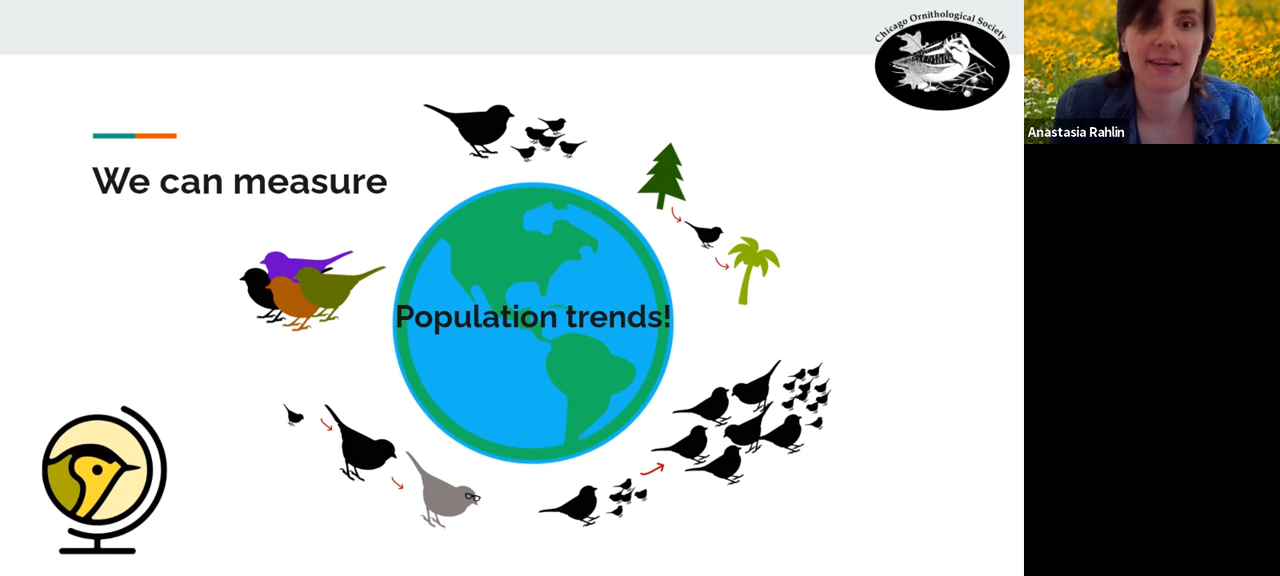 Chicago Ornithological Society
We can measure
Population trends!
Anastasia Rahlin